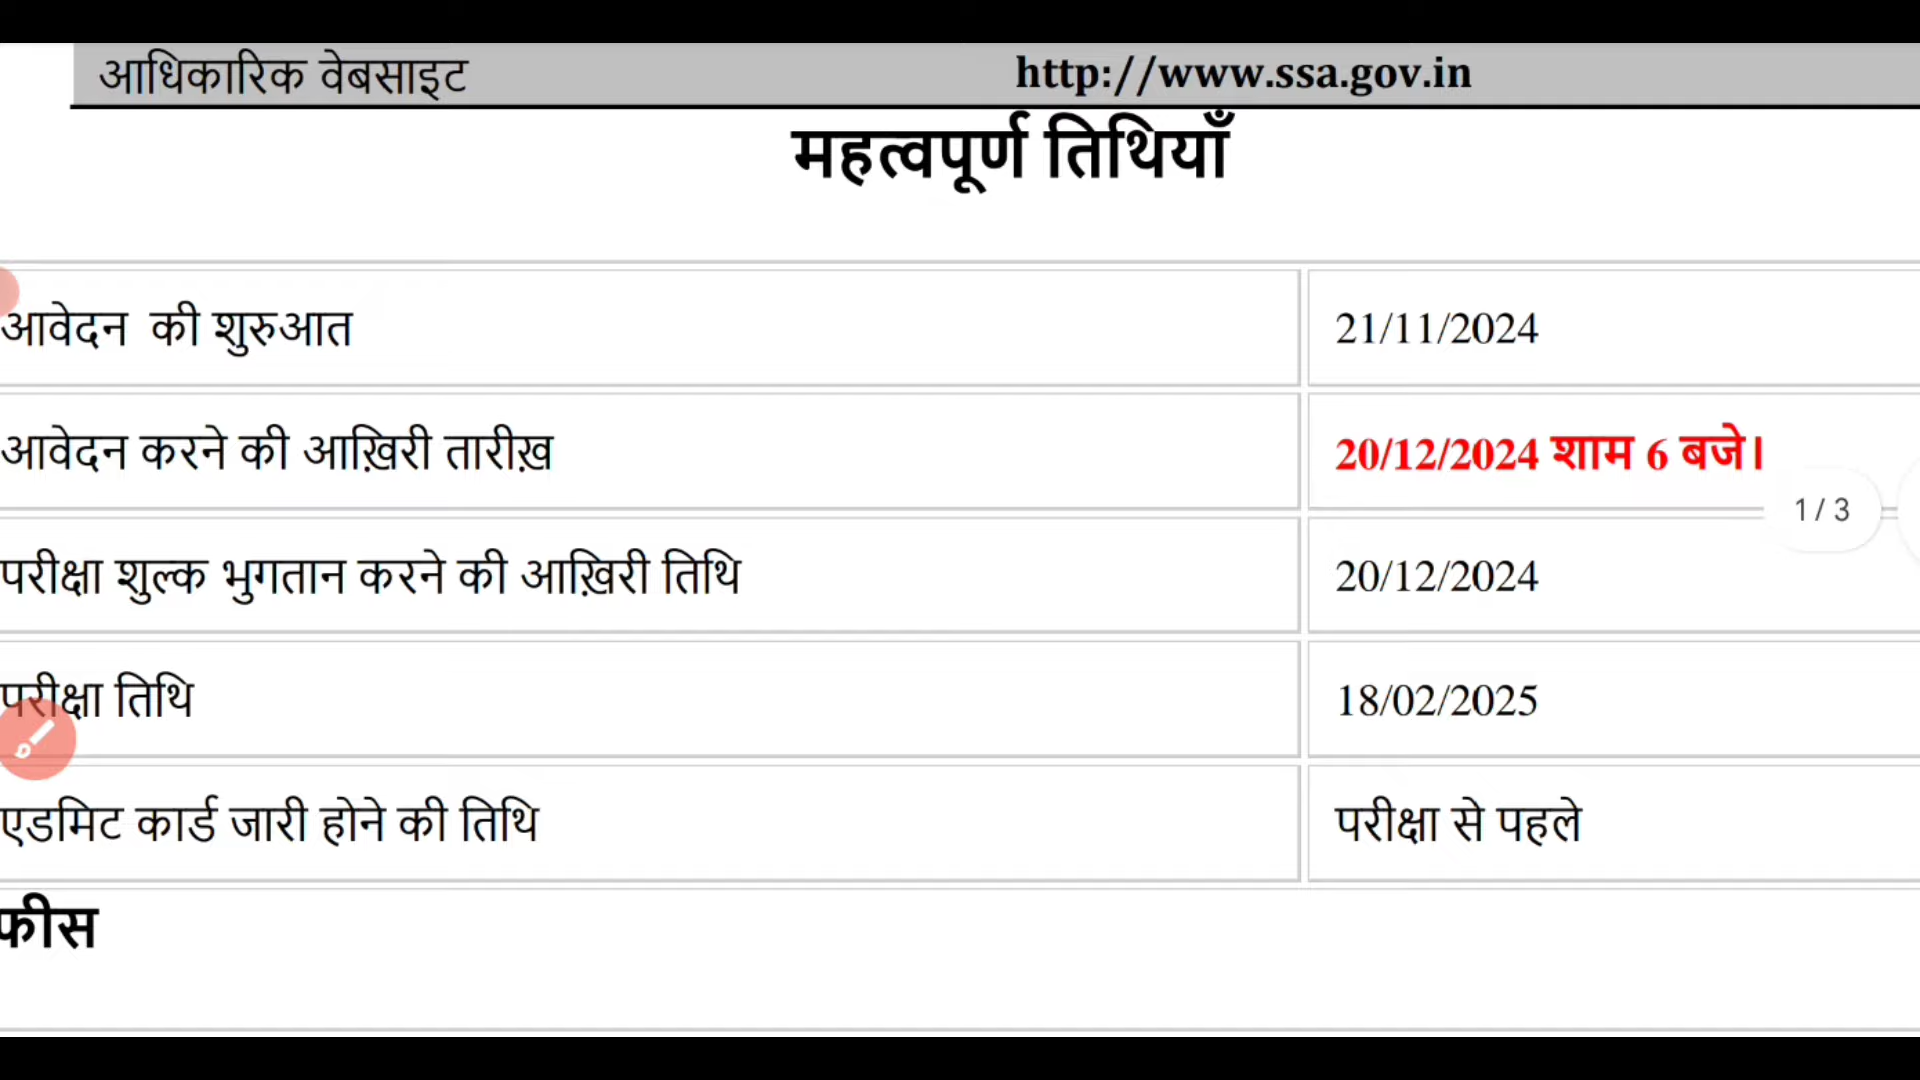 आधिकारिक वेबसाइट http://www.ssa.gov.in
महत्वपूर्ण तिथियाँ
आवेदन की शुरुआत 21/11/2024
आवेदन करने की आख़िरी तारीख़ 20/12/2024 शाम 6 बजे।
1 / 3
परीक्षा शुल्क भुगतान करने की आख़िरी तिथि 20/12/2024
परीक्षा तिथि 18/02/2025
एडमिट कार्ड जारी होने की तिथि परीक्षा से पहले
फीस